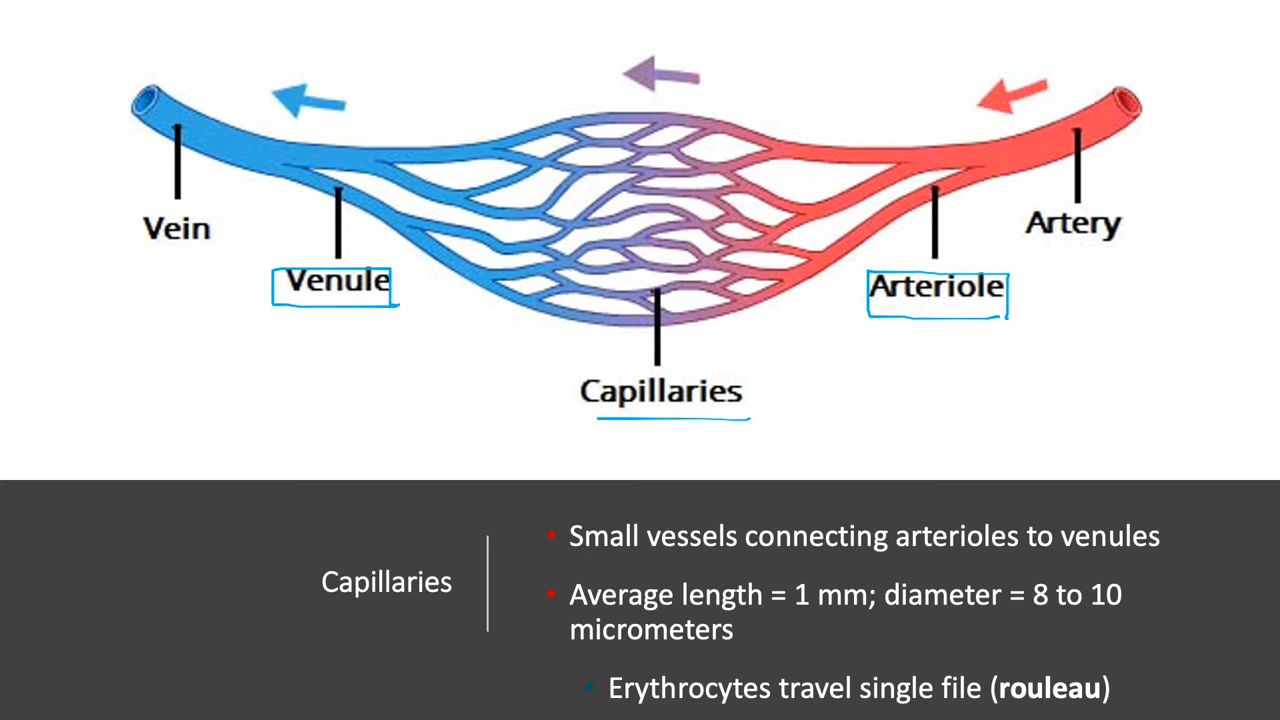 Vein
Artery
Venule
Arteriole
Capillaries
Capillaries
• Small vessels connecting arterioles to venules
• Average length = 1 mm; diameter = 8 to 10
micrometers
• Erythrocytes travel single file (rouleau)